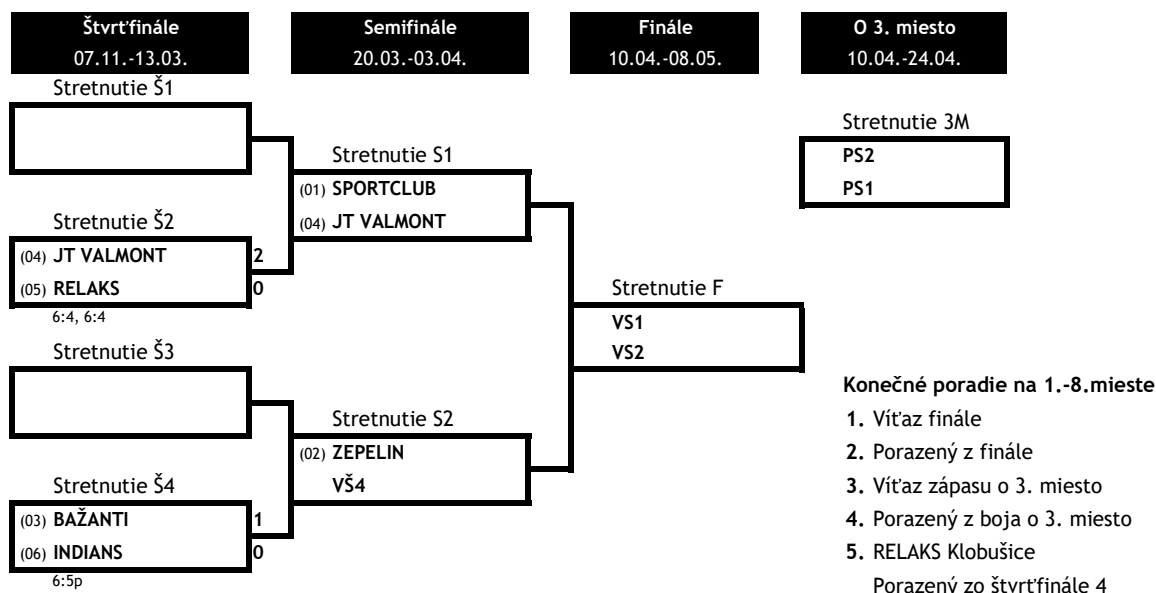 Štvrťfinále
07.11.-13.03.
Semifinále
20.03.-03.04.
Finále
10.04.-08.05.
O 3. miesto
10.04.-24.04.
Stretnutie Š1
Stretnutie 3M
PS2
PS1
Stretnutie S1
(01) SPORTCLUB
(04) JT VALMONT
Stretnutie Š2
(04) JT VALMONT 2
(05) RELAKS 0
6:4, 6:4
Stretnutie F
VS1
VS2
Stretnutie Š3
Stretnutie S2
(02) ZEPELIN
VŠ4
Stretnutie Š4
(03) BAŽANTI 1
(06) INDIANS 0
6:5p
Konečné poradie na 1.-8.mieste
1. Víťaz finále
2. Porazený z finále
3. Víťaz zápasu o 3. miesto
4. Porazený z boja o 3. miesto
5. RELAKS Klobušice
Porazený zo štvrťfinále 4